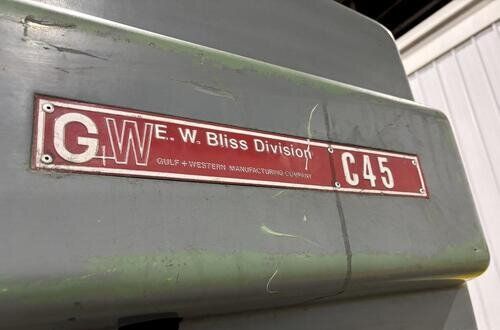 G+W E. W. Bliss Division
GULF + WESTERN MANUFACTURING COMPANY
C45